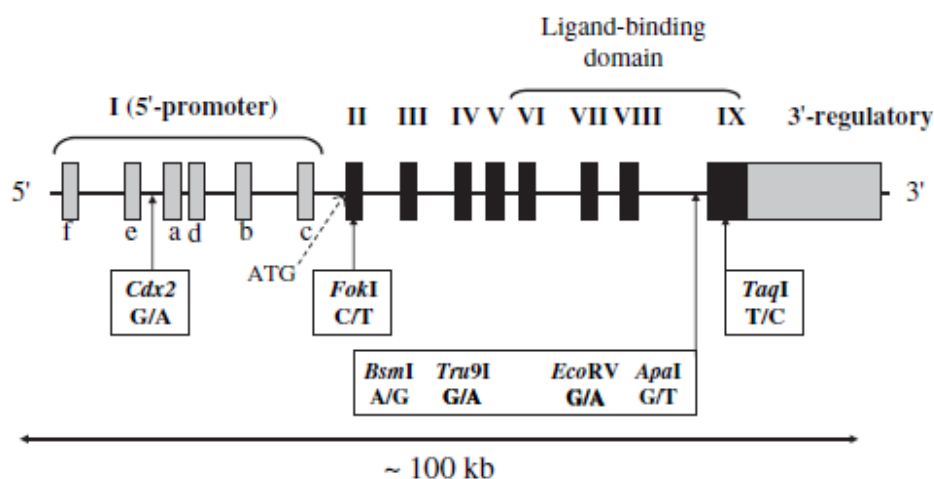 Ligand-binding
domain
I (5'-promoter)
II III IV V VI VII VIII IX 3'-regulatory
5' 3'
f e a d b c
ATG
Cdx2
G/A
FokI
C/T
TaqI
T/C
BsmI Tru9I EcoRV ApaI
A/G G/A G/A G/T
~ 100 kb